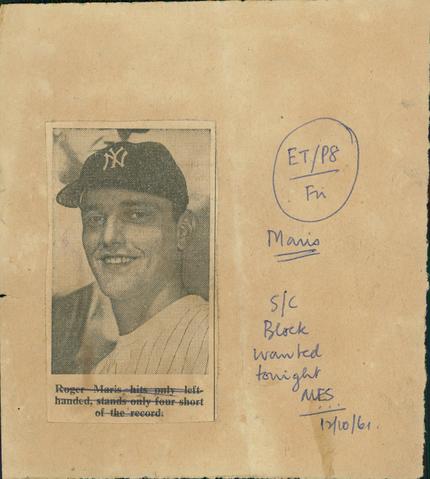 NY
Roger Maris hits only left-
handed, stands only four short
of the record.
ET/P8
Fri
Maris
S/C
Block
wanted
tonight
MES
12/10/61.